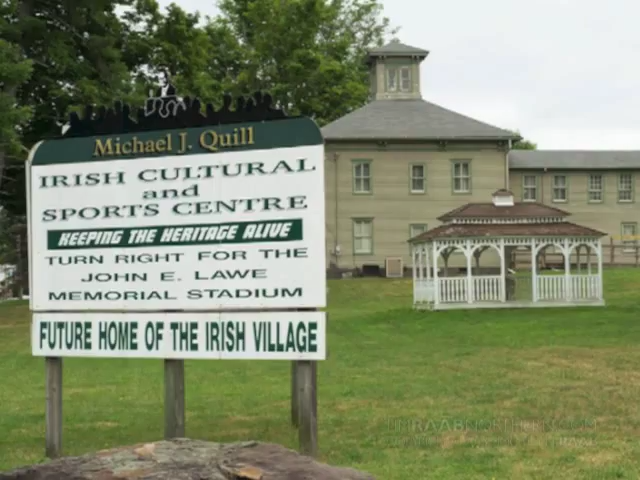 Michael J. Quill
IRISH CULTURAL
and
SPORTS CENTRE
KEEPING THE HERITAGE ALIVE
TURN RIGHT FOR THE
JOHN E. LAWE
MEMORIAL STADIUM
FUTURE HOME OF THE IRISH VILLAGE